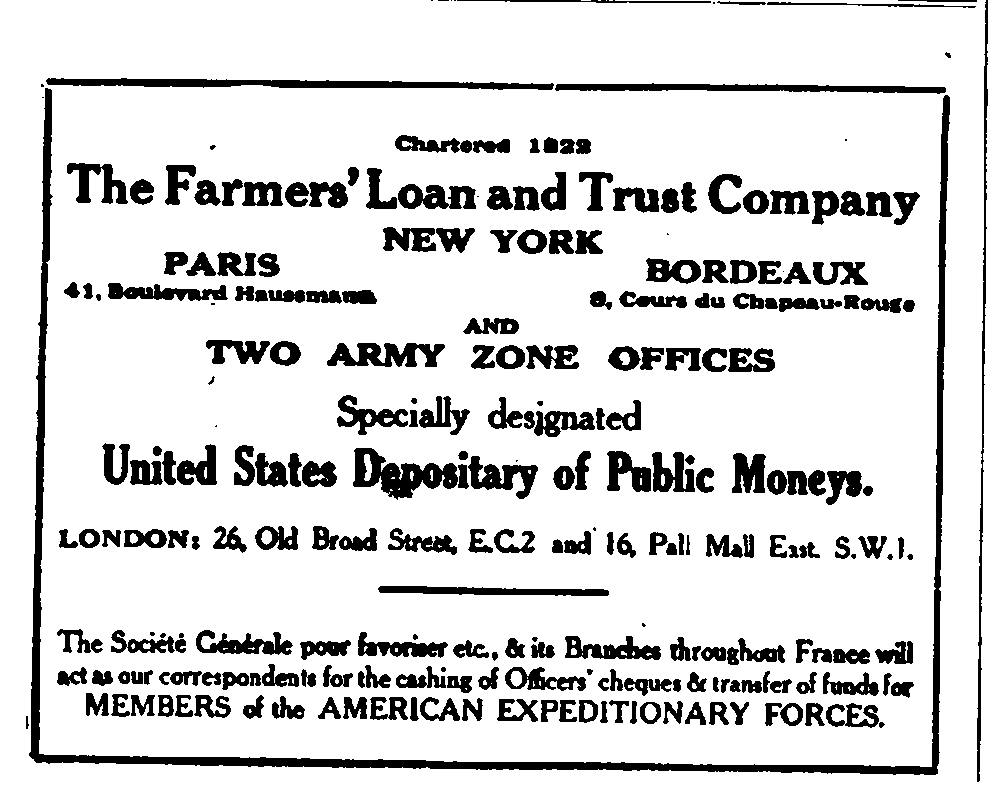 Chartered 1822
The Farmers' Loan and Trust Company
NEW YORK
PARIS
41, Boulevard Haussmann
BORDEAUX
8, Cours du Chapeau-Rouge
AND
TWO ARMY ZONE OFFICES
Specially designated
United States Depositary of Public Moneys.
LONDON: 26, Old Broad Street, E.C.2 and 16, Pall Mall East. S.W.1.
The Société Générale pour favoriser etc., & its Branches throughout France will
act as our correspondents for the cashing of Officers' cheques & transfer of funds for
MEMBERS of the AMERICAN EXPEDITIONARY FORCES.